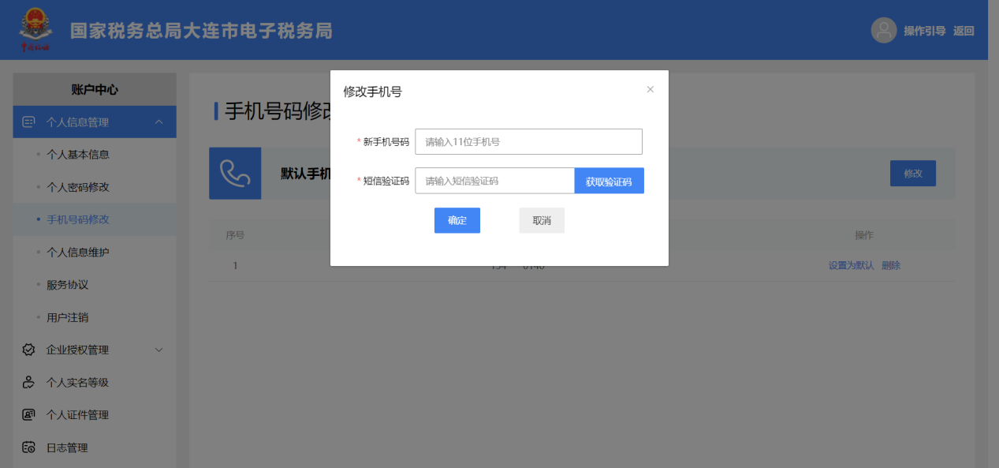 国家税务总局大连市电子税务局
操作引导 返回
账户中心
个人信息管理
个人基本信息
个人密码修改
手机号码修改
个人信息维护
服务协议
用户注销
企业授权管理
个人实名等级
个人证件管理
日志管理
手机号码修改
默认手机
修改
序号 操作
1 设置为默认 删除
修改手机号
* 新手机号码 请输入11位手机号
* 短信验证码 请输入短信验证码 获取验证码
确定 取消